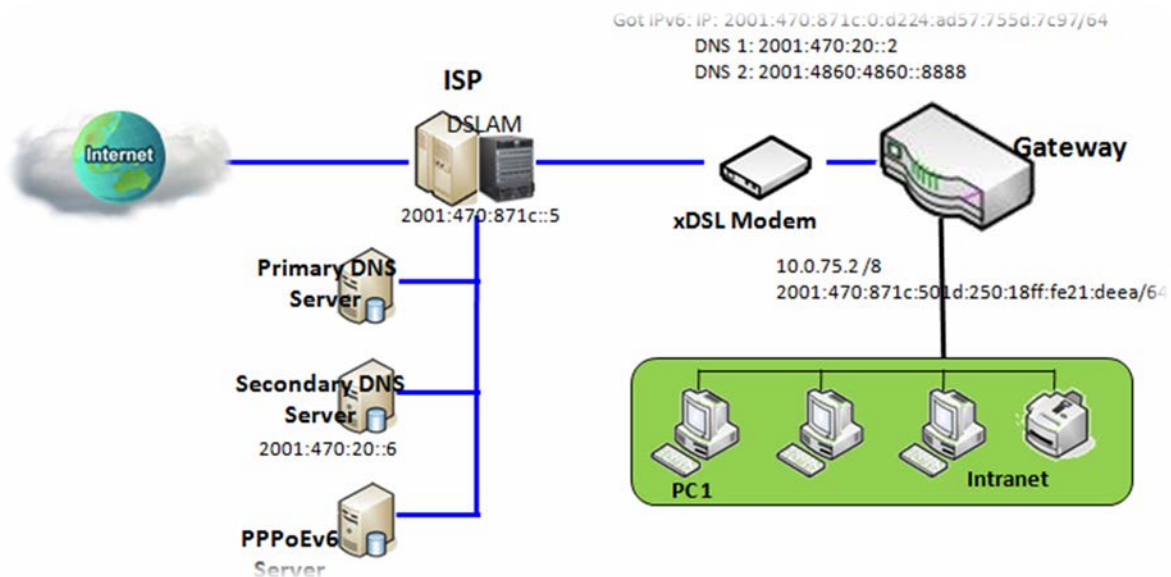 Got IPv6: IP: 2001:470:871c:0:d224:ad57:755d:7c97/64
DNS 1: 2001:470:20::2
DNS 2: 2001:4860:4860::8888
ISP
DSLAM
Internet
Gateway
2001:470:871c::5
xDSL Modem
Primary DNS
Server
10.0.75.2 /8
2001:470:871c:501d:250:18ff:fe21:deea/64
Secondary DNS
Server
2001:470:20::6
PC1
Intranet
PPPoEv6
Server